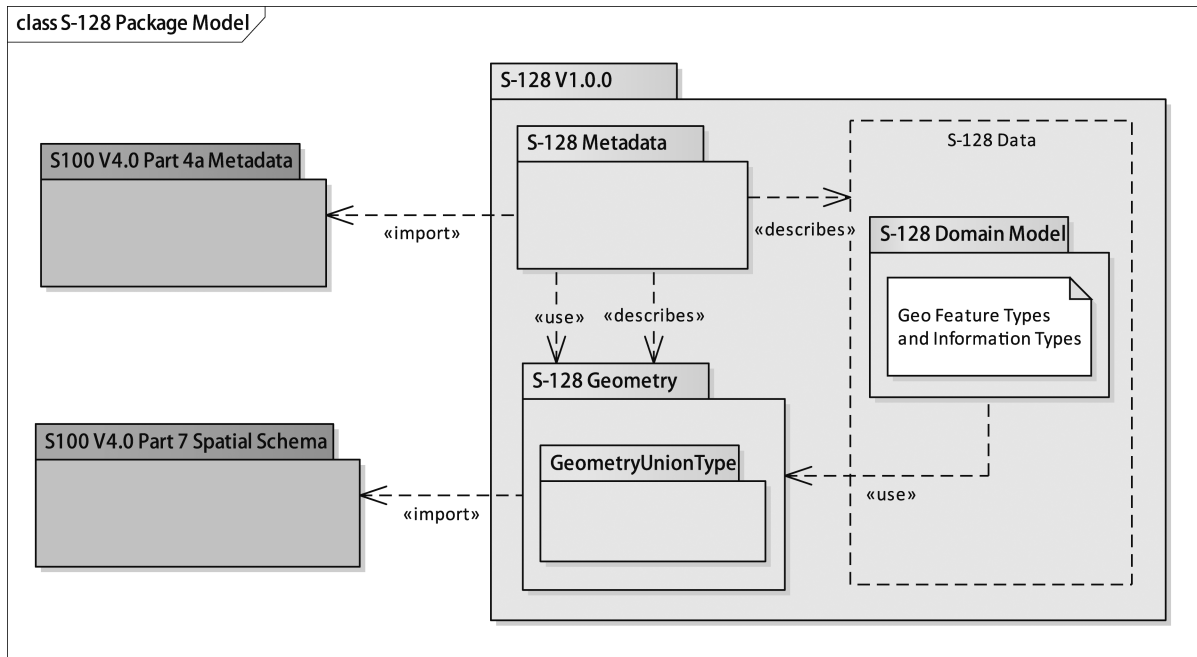 class S-128 Package Model
S-128 V1.0.0
S-128 Metadata
S-128 Data
S100 V4.0 Part 4a Metadata
«import»
«describes»
S-128 Domain Model
Geo Feature Types
and Information Types
«use»
«describes»
S-128 Geometry
S100 V4.0 Part 7 Spatial Schema
GeometryUnionType
«import»
«use»